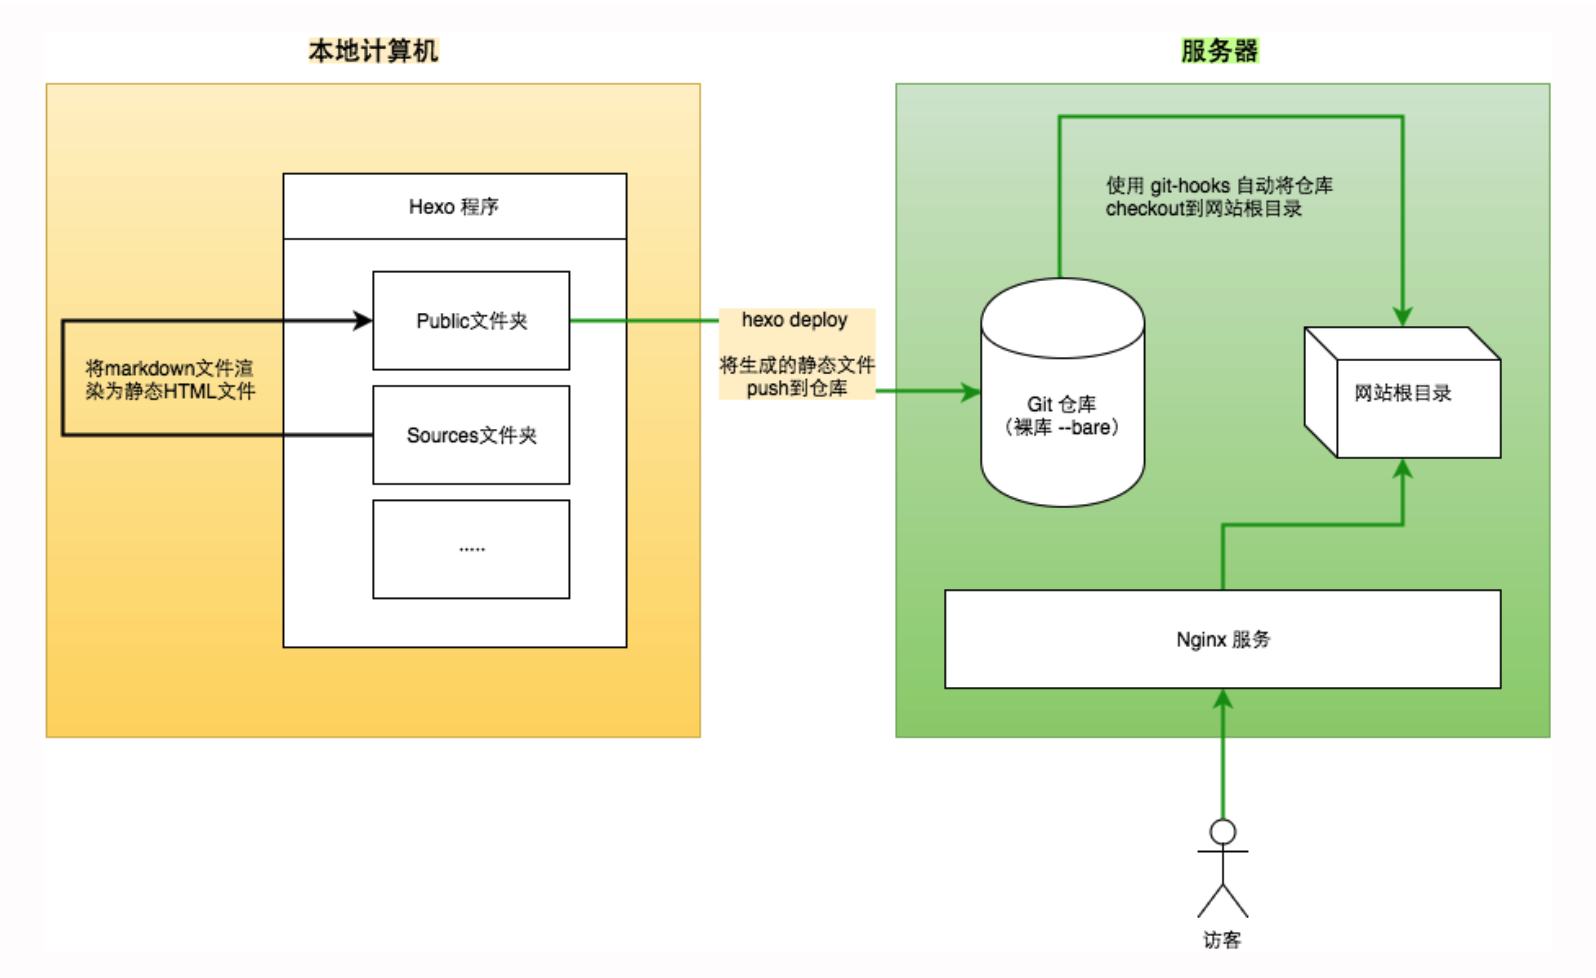 本地计算机
Hexo 程序
Public文件夹
将markdown文件渲
染为静态HTML文件
Sources文件夹
.....
hexo deploy
将生成的静态文件
push到仓库
服务器
使用 git-hooks 自动将仓库
checkout到网站根目录
Git 仓库
（裸库 --bare）
网站根目录
Nginx 服务
访客